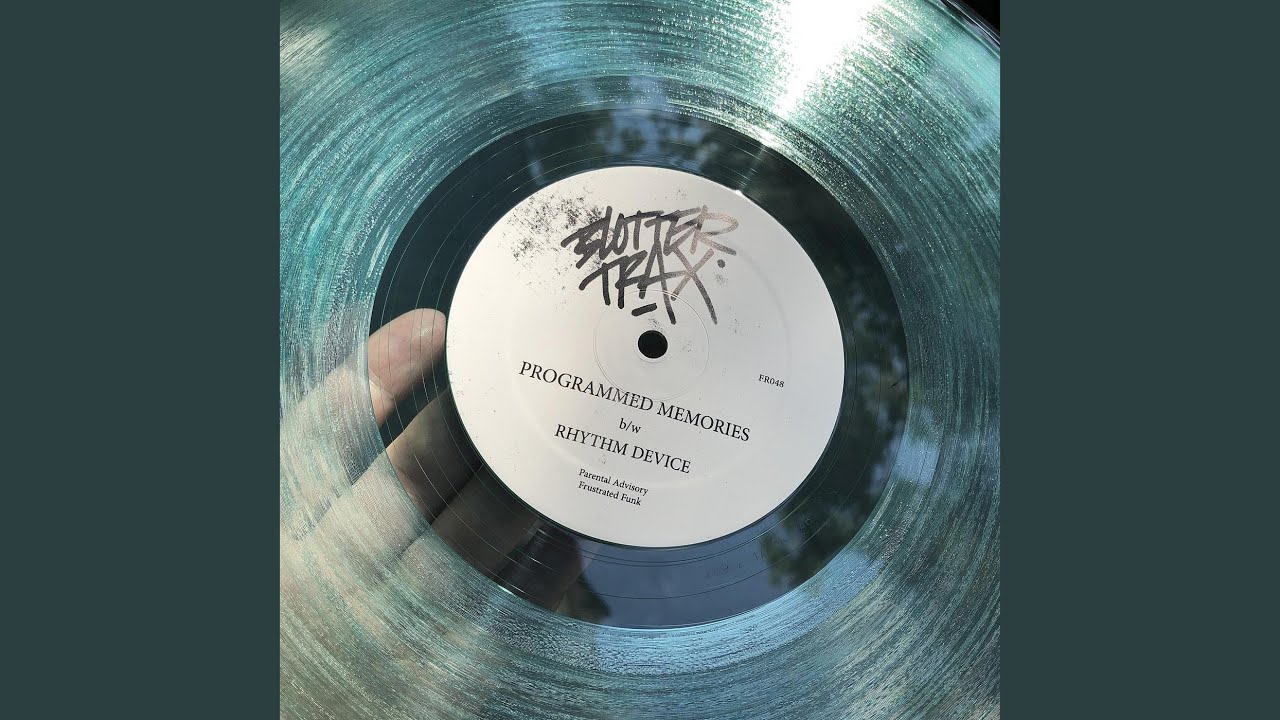 BLOTTER
TRAX
FR048
PROGRAMMED MEMORIES
b/w
RHYTHM DEVICE
Parental Advisory
Frustrated Funk